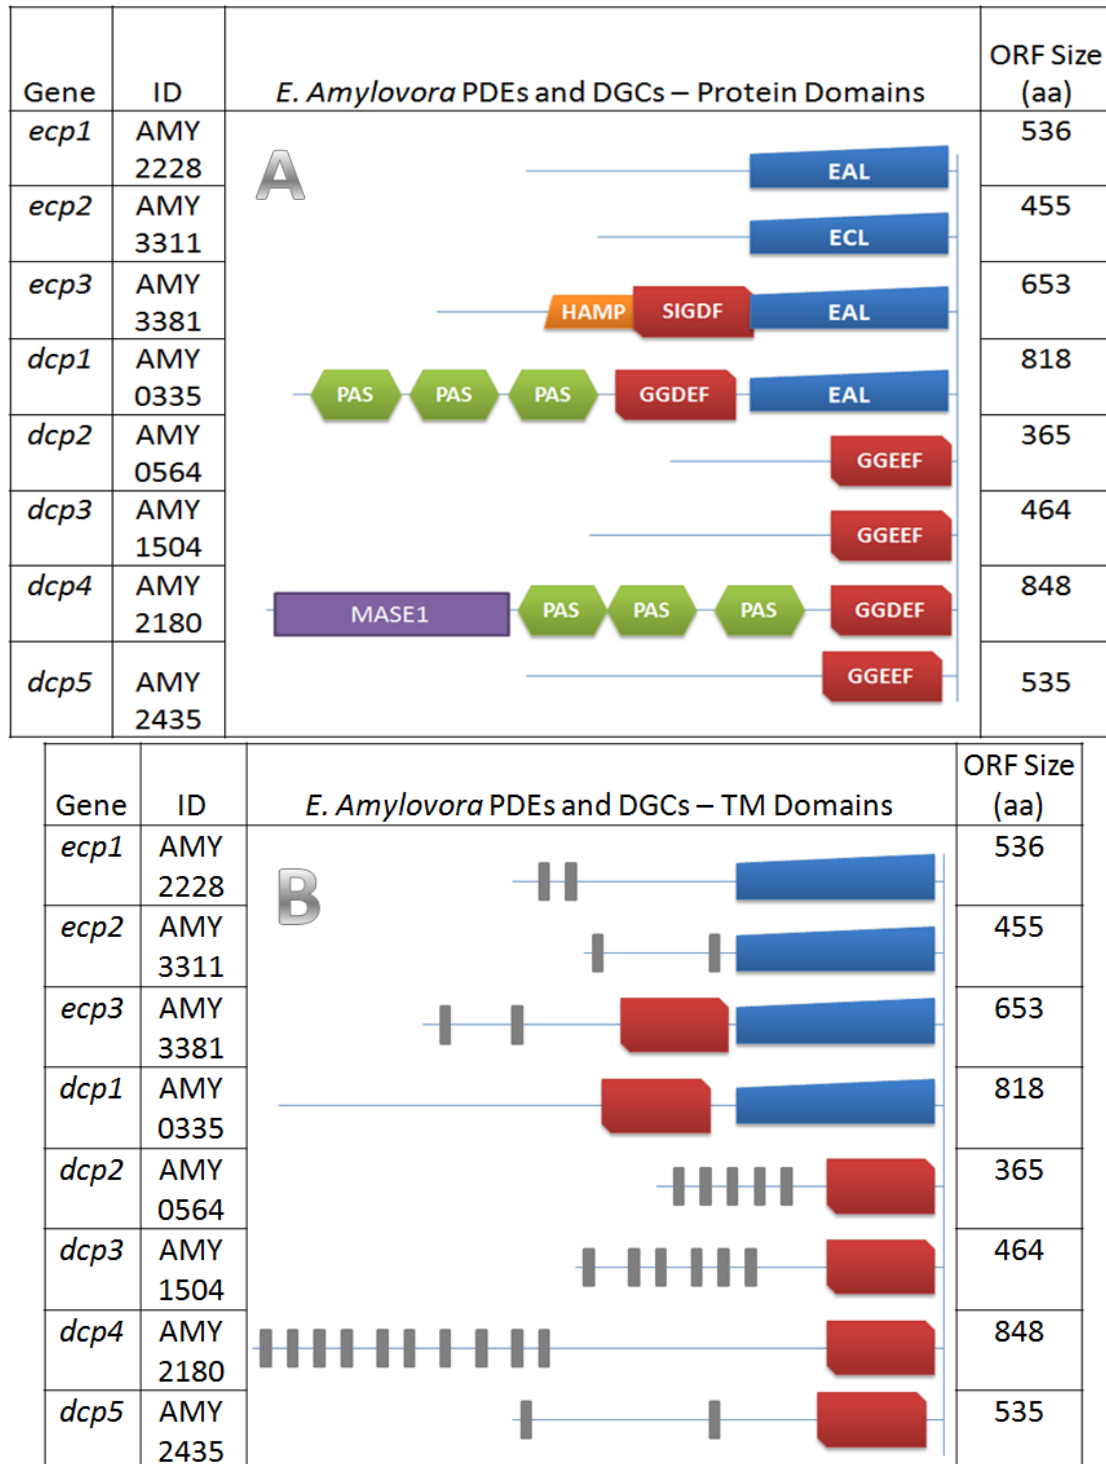 Gene ID E. Amylovora PDEs and DGCs – Protein Domains ORF Size (aa)
A
ecp1 AMY 2228 EAL 536
ecp2 AMY 3311 ECL 455
ecp3 AMY 3381 HAMP SIGDF EAL 653
dcp1 AMY 0335 PAS PAS PAS GGDEF EAL 818
dcp2 AMY 0564 GGEEF 365
dcp3 AMY 1504 GGEEF 464
dcp4 AMY 2180 MASE1 PAS PAS PAS GGDEF 848
dcp5 AMY 2435 GGEEF 535
Gene ID E. Amylovora PDEs and DGCs – TM Domains ORF Size (aa)
B
ecp1 AMY 2228 536
ecp2 AMY 3311 455
ecp3 AMY 3381 653
dcp1 AMY 0335 818
dcp2 AMY 0564 365
dcp3 AMY 1504 464
dcp4 AMY 2180 848
dcp5 AMY 2435 535